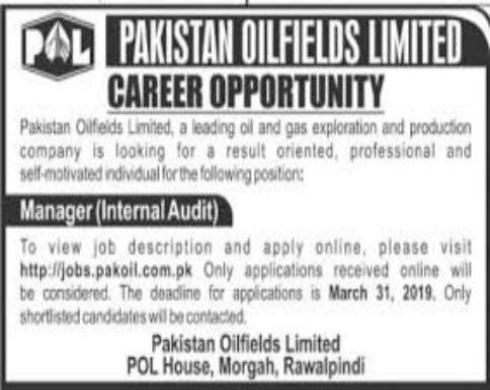 POL PAKISTAN OILFIELDS LIMITED
CAREER OPPORTUNITY
Pakistan Oilfields Limited, a leading oil and gas exploration and production
company is looking for a result oriented, professional and
self-motivated individual for the following position:
Manager (Internal Audit)
To view job description and apply online, please visit
http://jobs.pakoil.com.pk Only applications received online will
be considered. The deadline for applications is March 31, 2019. Only
shortlisted candidates will be contacted.
Pakistan Oilfields Limited
POL House, Morgah, Rawalpindi